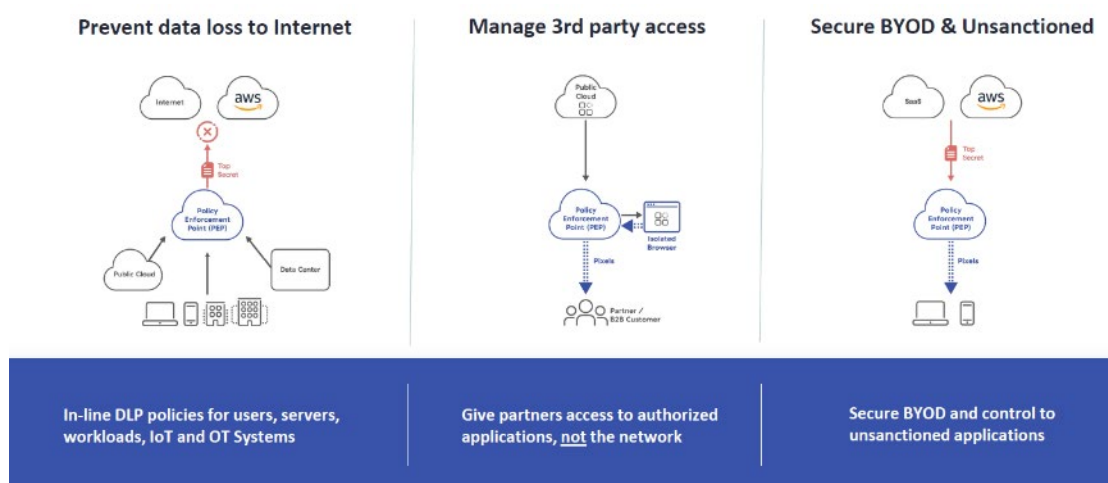 Prevent data loss to Internet
Internet
aws
Top
Secret
Policy
Enforcement
Point (PEP)
Public Cloud
Data Center
In-line DLP policies for users, servers,
workloads, IoT and OT Systems
Manage 3rd party access
Public
Cloud
Policy
Enforcement
Point (PEP)
Isolated
Browser
Pixels
Partner /
B2B Customer
Give partners access to authorized
applications, not the network
Secure BYOD & Unsanctioned
SaaS
aws
Top
Secret
Policy
Enforcement
Point (PEP)
Pixels
Secure BYOD and control to
unsanctioned applications